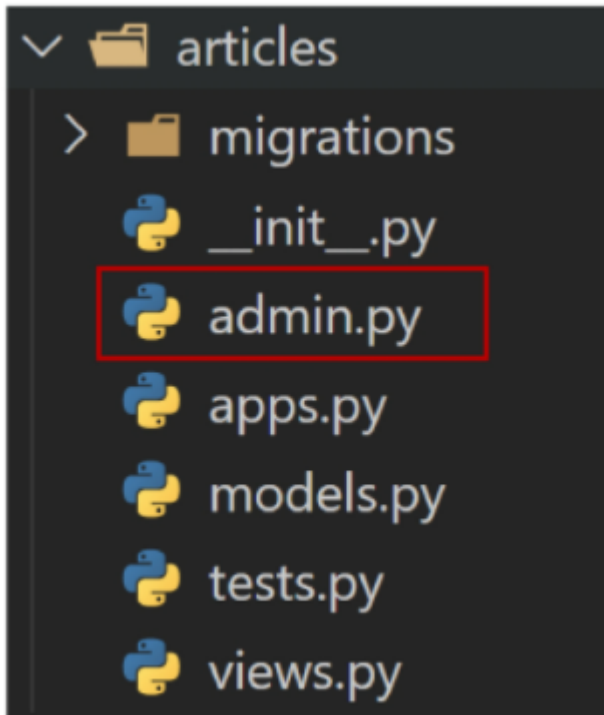 articles
migrations
__init__.py
admin.py
apps.py
models.py
tests.py
views.py